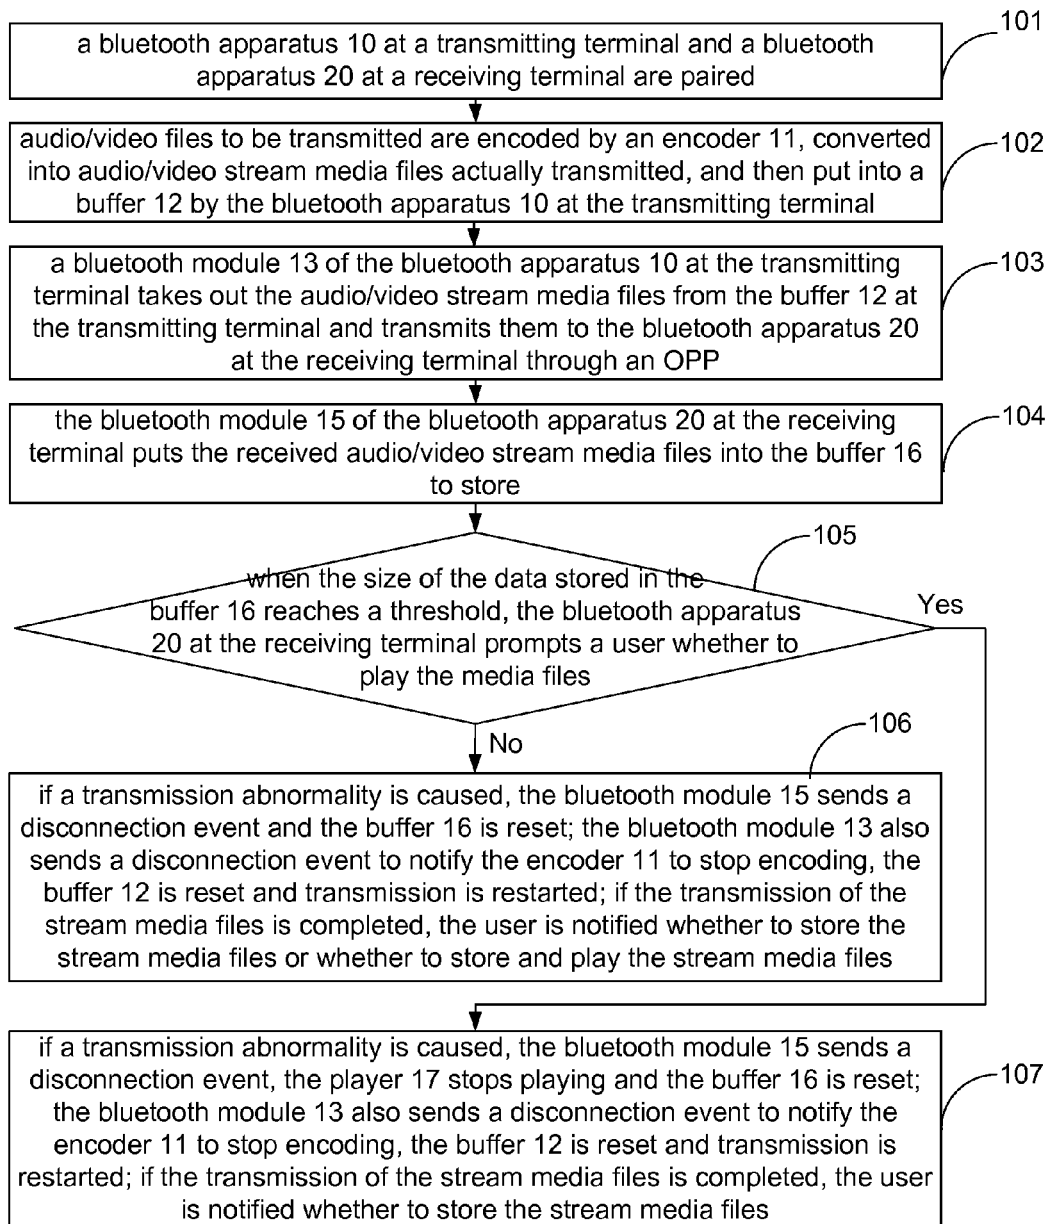 101
a bluetooth apparatus 10 at a transmitting terminal and a bluetooth
apparatus 20 at a receiving terminal are paired
102
audio/video files to be transmitted are encoded by an encoder 11, converted
into audio/video stream media files actually transmitted, and then put into a
buffer 12 by the bluetooth apparatus 10 at the transmitting terminal
103
a bluetooth module 13 of the bluetooth apparatus 10 at the transmitting
terminal takes out the audio/video stream media files from the buffer 12 at
the transmitting terminal and transmits them to the bluetooth apparatus 20
at the receiving terminal through an OPP
104
the bluetooth module 15 of the bluetooth apparatus 20 at the receiving
terminal puts the received audio/video stream media files into the buffer 16
to store
105
when the size of the data stored in the
buffer 16 reaches a threshold, the bluetooth apparatus
20 at the receiving terminal prompts a user whether to
play the media files
Yes
No
106
if a transmission abnormality is caused, the bluetooth module 15 sends a
disconnection event and the buffer 16 is reset; the bluetooth module 13 also
sends a disconnection event to notify the encoder 11 to stop encoding, the
buffer 12 is reset and transmission is restarted; if the transmission of the
stream media files is completed, the user is notified whether to store the
stream media files or whether to store and play the stream media files
107
if a transmission abnormality is caused, the bluetooth module 15 sends a
disconnection event, the player 17 stops playing and the buffer 16 is reset;
the bluetooth module 13 also sends a disconnection event to notify the
encoder 11 to stop encoding, the buffer 12 is reset and transmission is
restarted; if the transmission of the stream media files is completed, the user
is notified whether to store the stream media files